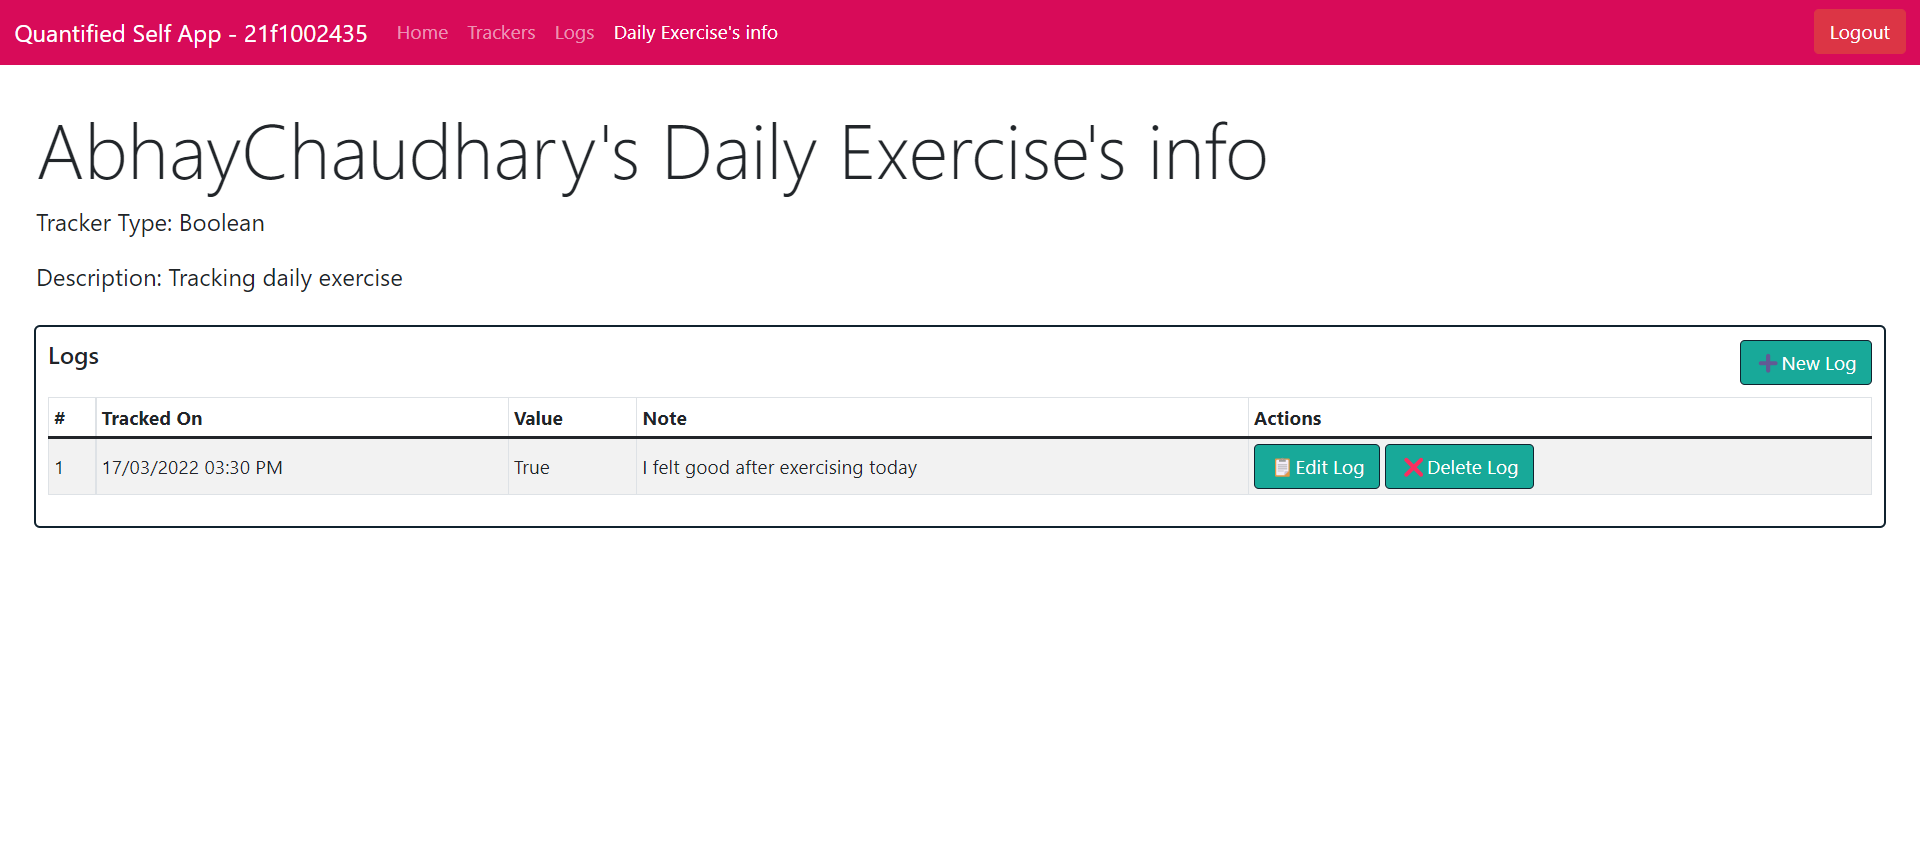 Quantified Self App - 21f1002435 Home Trackers Logs Daily Exercise's info Logout
AbhayChaudhary's Daily Exercise's info
Tracker Type: Boolean
Description: Tracking daily exercise
Logs
New Log
# Tracked On Value Note Actions
1 17/03/2022 03:30 PM True I felt good after exercising today Edit Log Delete Log